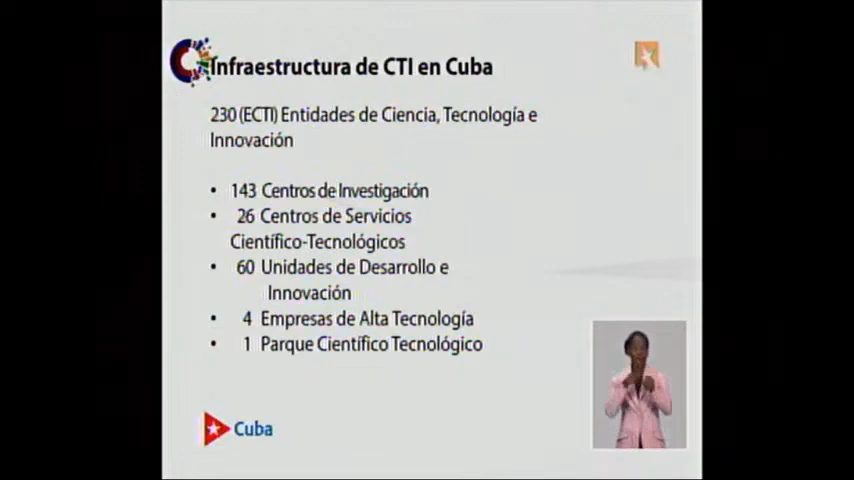 Infraestructura de CTI en Cuba
230 (ECTI) Entidades de Ciencia, Tecnología e
Innovación
• 143 Centros de Investigación
• 26 Centros de Servicios
Científico-Tecnológicos
• 60 Unidades de Desarrollo e
Innovación
• 4 Empresas de Alta Tecnología
• 1 Parque Científico Tecnológico
Cuba